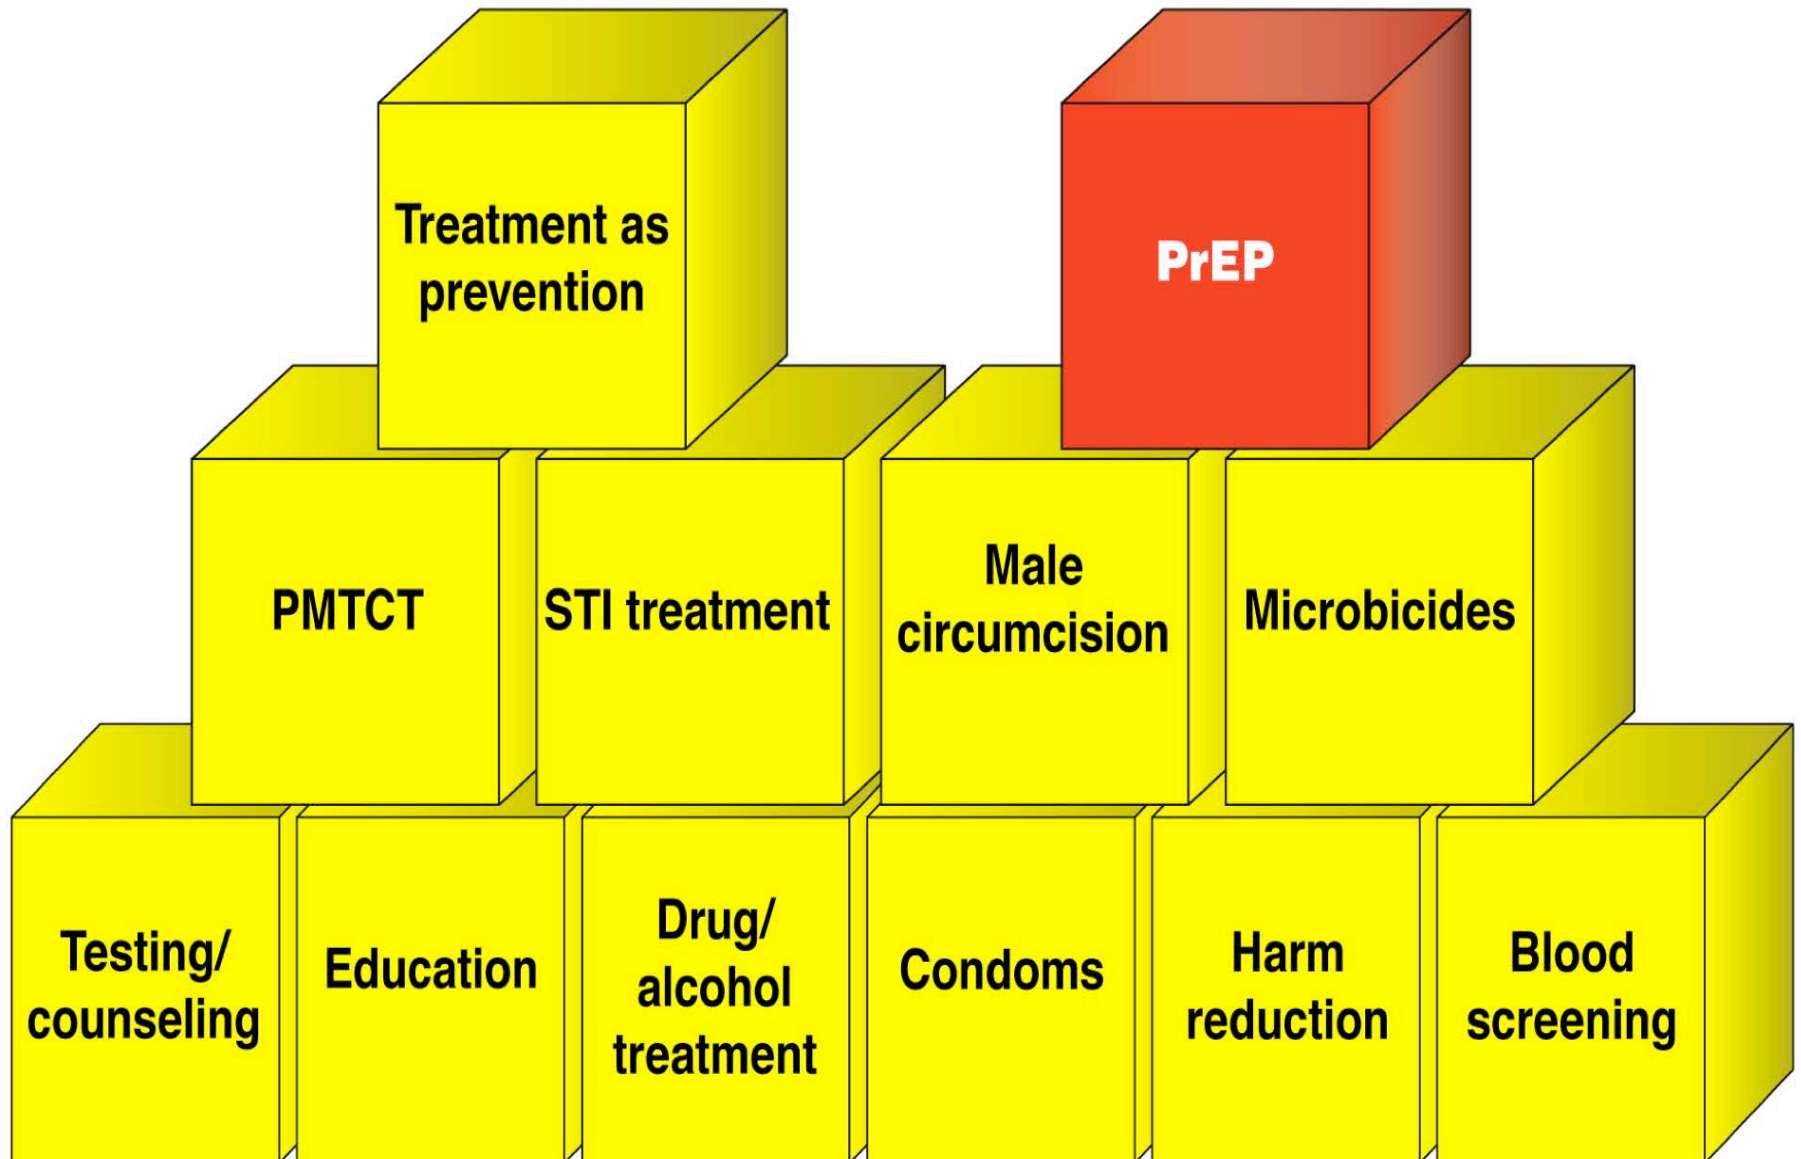 Treatment as
prevention
PrEP
PMTCT
STI treatment
Male
circumcision
Microbicides
Testing/
counseling
Education
Drug/
alcohol
treatment
Condoms
Harm
reduction
Blood
screening